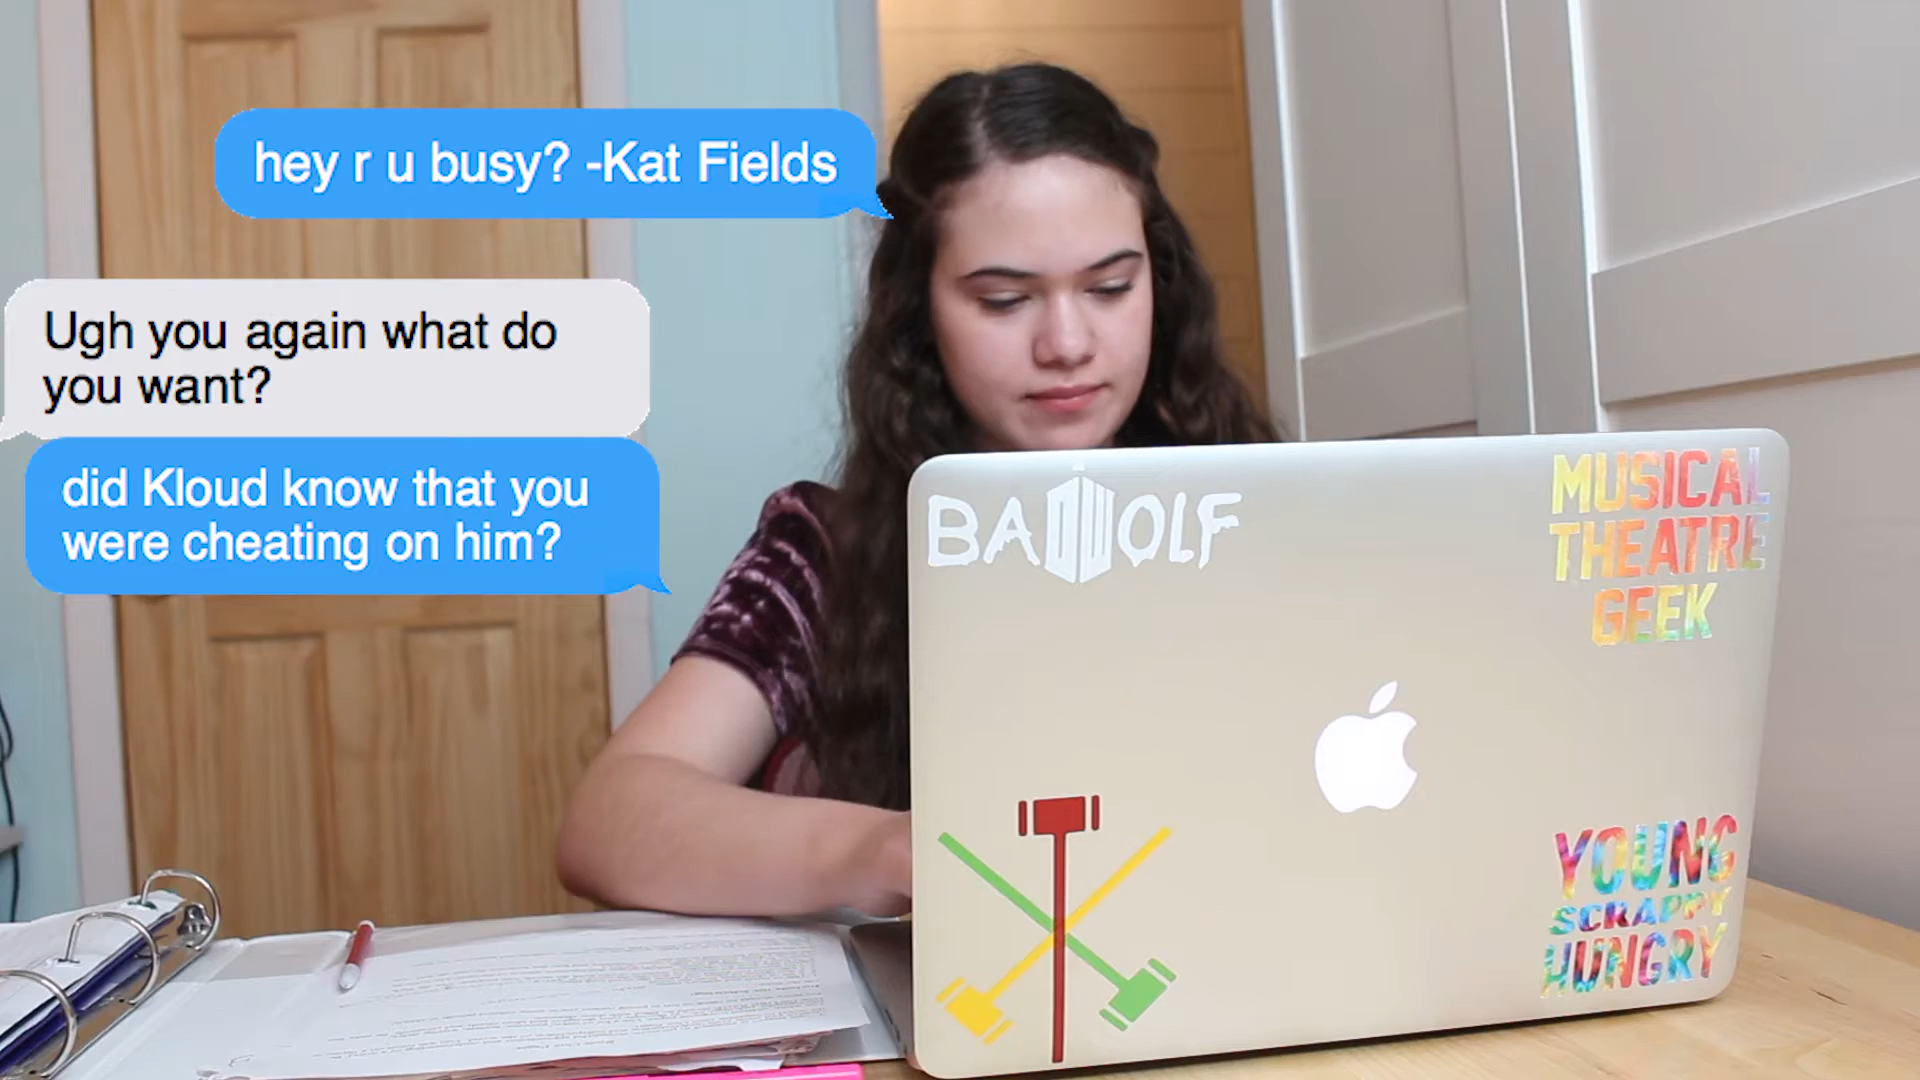 hey r u busy? -Kat Fields
Ugh you again what do
you want?
did Kloud know that you
were cheating on him?
BAD WOLF
MUSICAL
THEATRE
GEEK
YOUNG
SCRAPPY
HUNGRY